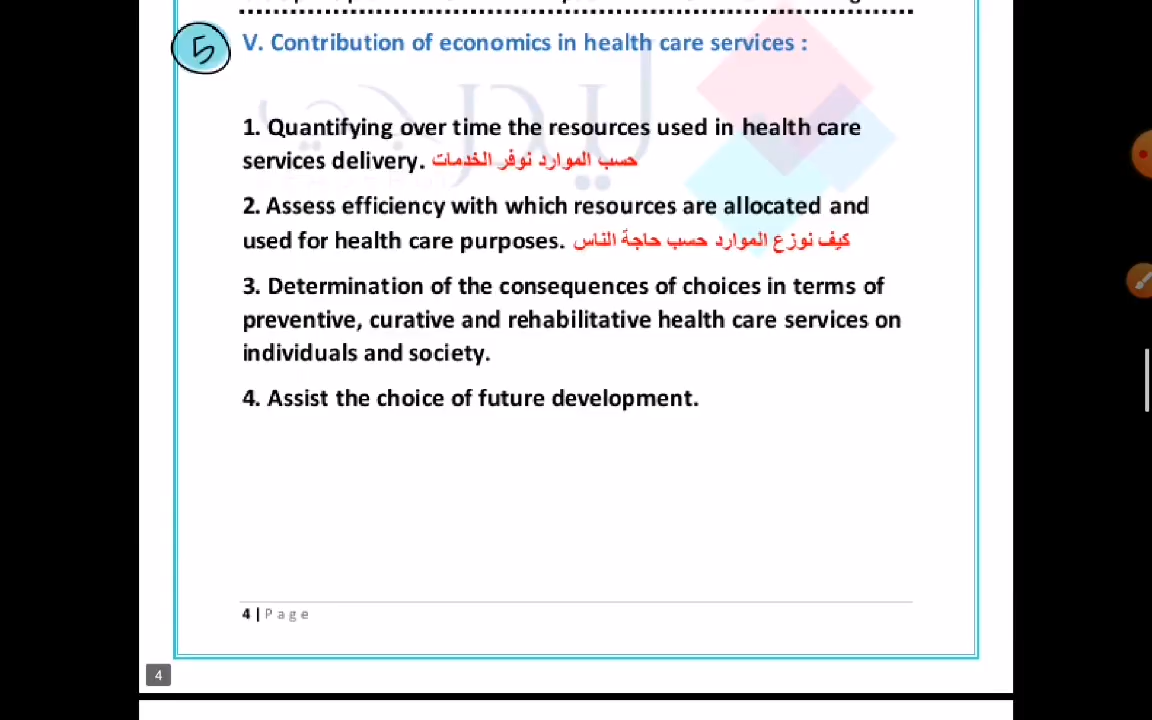 5
V. Contribution of economics in health care services :
1. Quantifying over time the resources used in health care
services delivery. حسب الموارد نوفر الخدمات
2. Assess efficiency with which resources are allocated and
used for health care purposes. كيف نوزع الموارد حسب حاجة الناس
3. Determination of the consequences of choices in terms of
preventive, curative and rehabilitative health care services on
individuals and society.
4. Assist the choice of future development.
4 | Page
4